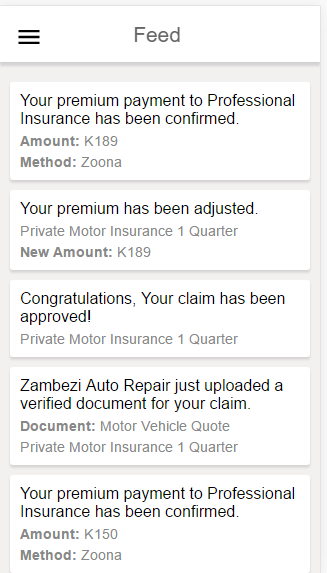 Feed
Your premium payment to Professional
Insurance has been confirmed.
Amount: K189
Method: Zoona
Your premium has been adjusted.
Private Motor Insurance 1 Quarter
New Amount: K189
Congratulations, Your claim has been
approved!
Private Motor Insurance 1 Quarter
Zambezi Auto Repair just uploaded a
verified document for your claim.
Document: Motor Vehicle Quote
Private Motor Insurance 1 Quarter
Your premium payment to Professional
Insurance has been confirmed.
Amount: K150
Method: Zoona